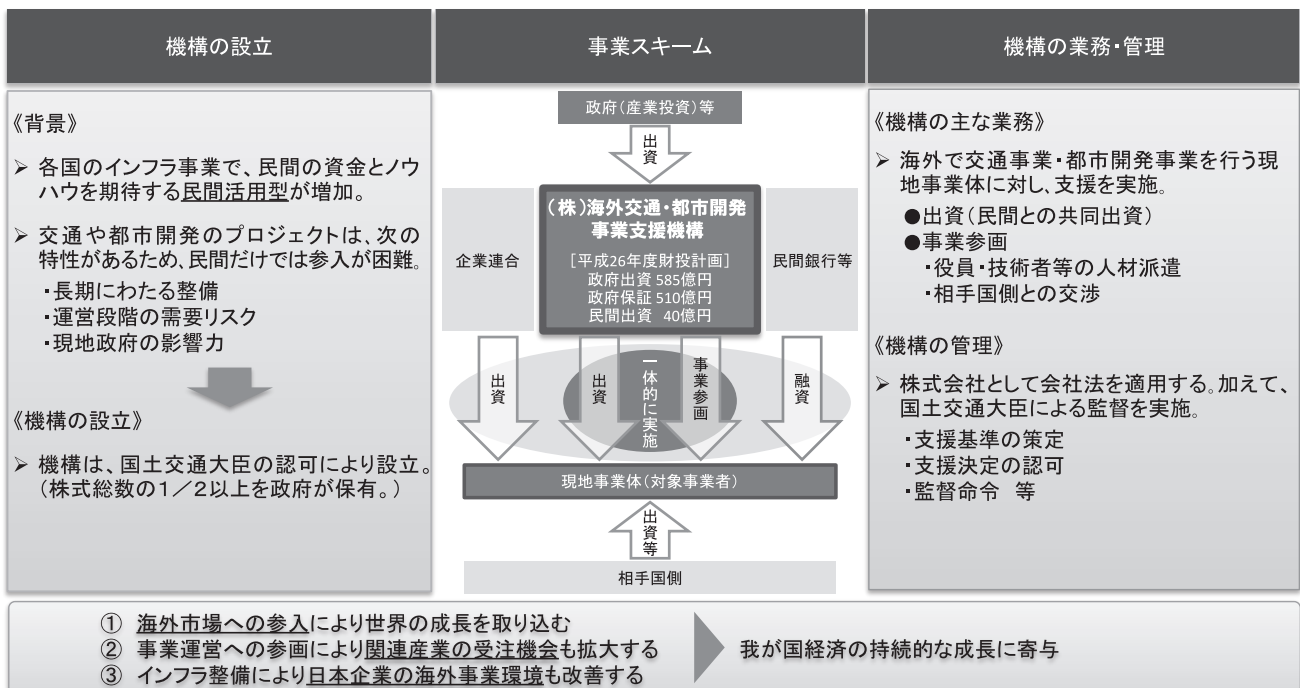 機構の設立
《背景》
➢ 各国のインフラ事業で、民間の資金とノウ
ハウを期待する民間活用型が増加。
➢ 交通や都市開発のプロジェクトは、次の
特性があるため、民間だけでは参入が困難。
・長期にわたる整備
・運営段階の需要リスク
・現地政府の影響力
《機構の設立》
➢ 機構は、国土交通大臣の認可により設立。
(株式総数の1/2以上を政府が保有。)
事業スキーム
政府(産業投資)等
出資
企業連合
(株)海外交通・都市開発
事業支援機構
[平成26年度財投計画]
政府出資 585億円
政府保証 510億円
民間出資 40億円
民間銀行等
出資
出資
一体的に実施
事業参画
融資
現地事業体(対象事業者)
出資等
相手国側
機構の業務・管理
《機構の主な業務》
➢ 海外で交通事業・都市開発事業を行う現
地事業体に対し、支援を実施。
●出資(民間との共同出資)
●事業参画
・役員・技術者等の人材派遣
・相手国側との交渉
《機構の管理》
➢ 株式会社として会社法を適用する。加えて、
国土交通大臣による監督を実施。
・支援基準の策定
・支援決定の認可
・監督命令 等
① 海外市場への参入により世界の成長を取り込む
② 事業運営への参画により関連産業の受注機会も拡大する
③ インフラ整備により日本企業の海外事業環境も改善する
我が国経済の持続的な成長に寄与